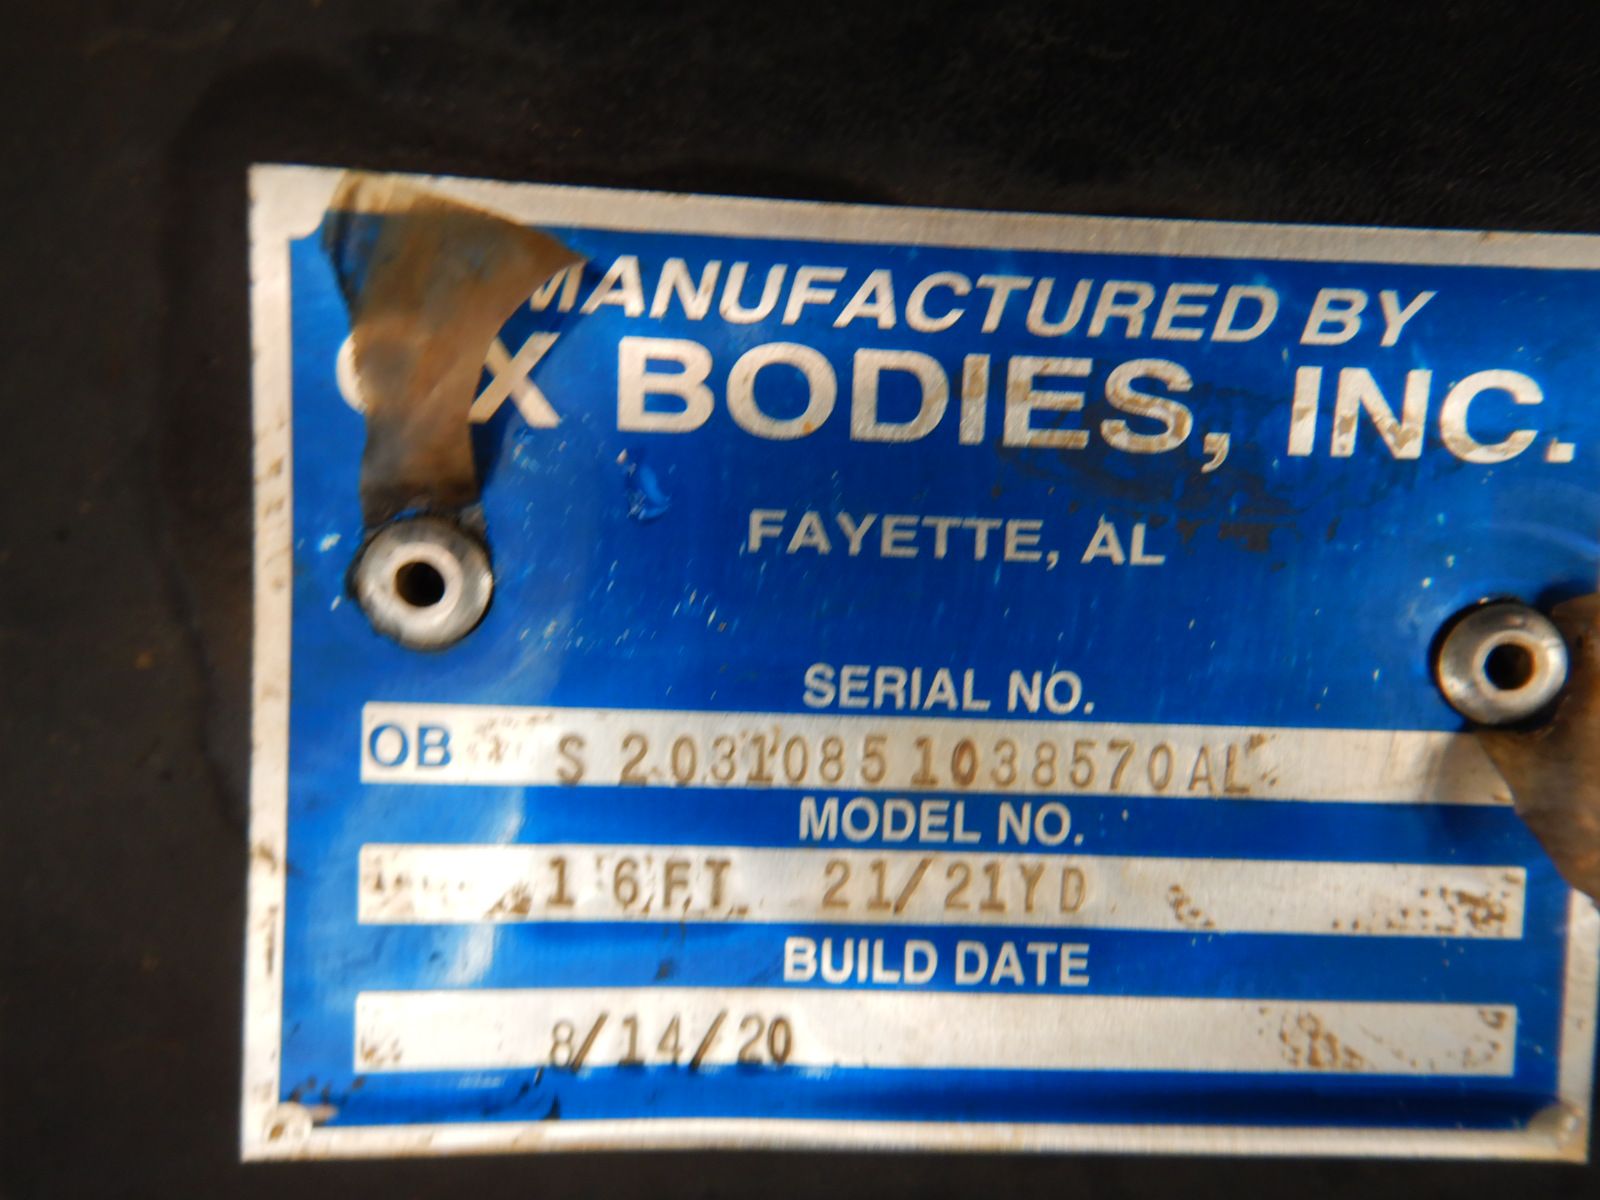 MANUFACTURED BY
OX BODIES, INC.
FAYETTE, AL
SERIAL NO.
OB S 2031085 1038570AL
MODEL NO.
16FT 21/21YD
BUILD DATE
8/14/20